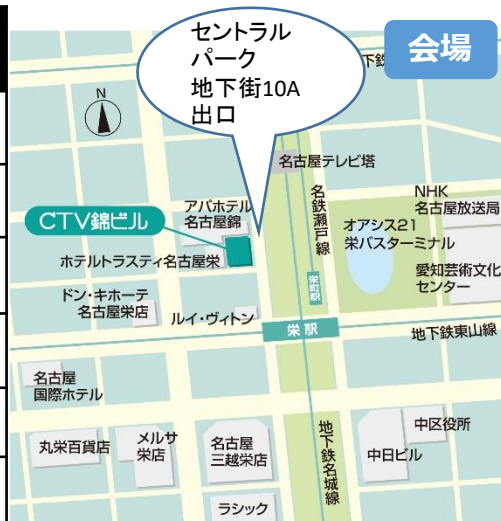 セントラル
パーク
地下街10A
出口
会場
下鉄
N
名古屋テレビ塔
名鉄瀬戸線
NHK
名古屋放送局
アパホテル
名古屋錦
CTV錦ビル
オアシス21
栄バスターミナル
ホテルトラスティ名古屋栄
愛知芸術文化
センター
栄町駅
ドン・キホーテ
名古屋栄店
ルイ・ヴィトン
栄駅
地下鉄東山線
名古屋
国際ホテル
丸栄百貨店
メルサ
栄店
名古屋
三越栄店
地下鉄名城線
中日ビル
中区役所
ラシック